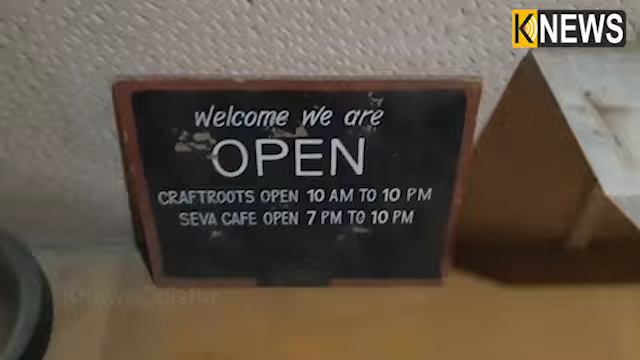 K NEWS
Welcome We are
OPEN
CRAFTROOTS OPEN 10 AM TO 10 PM
SEVA CAFE OPEN 7 PM TO 10 PM